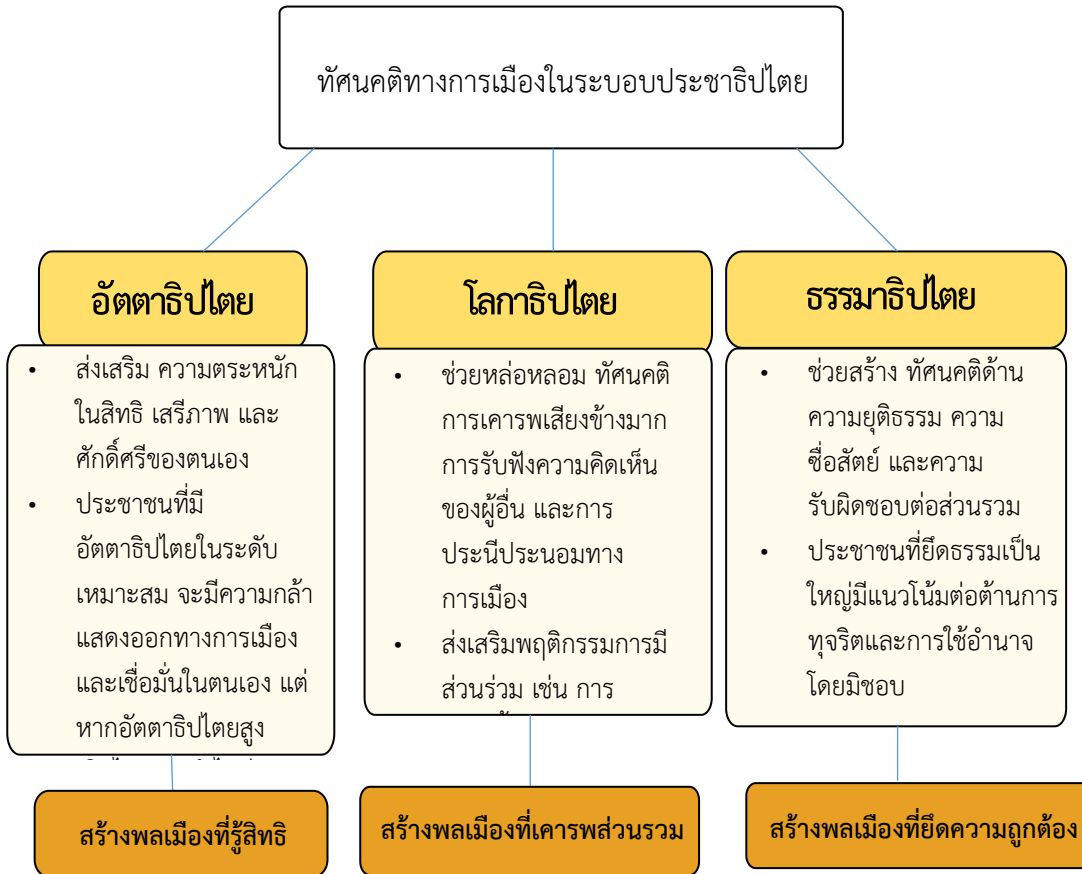 ทัศนคติทางการเมืองในระบอบประชาธิปไตย
อัตตาธิปไตย
• ส่งเสริม ความตระหนัก
ในสิทธิ เสรีภาพ และ
ศักดิ์ศรีของตนเอง
• ประชาชนที่มี
อัตตาธิปไตยในระดับ
เหมาะสม จะมีความกล้า
แสดงออกทางการเมือง
และเชื่อมั่นในตนเอง แต่
หากอัตตาธิปไตยสูง
สร้างพลเมืองที่รู้สิทธิ
โลกาธิปไตย
• ช่วยหล่อหลอม ทัศนคติ
การเคารพเสียงข้างมาก
การรับฟังความคิดเห็น
ของผู้อื่น และการ
ประนีประนอมทาง
การเมือง
• ส่งเสริมพฤติกรรมการมี
ส่วนร่วม เช่น การ
สร้างพลเมืองที่เคารพส่วนรวม
ธรรมาธิปไตย
• ช่วยสร้าง ทัศนคติด้าน
ความยุติธรรม ความ
ซื่อสัตย์ และความ
รับผิดชอบต่อส่วนรวม
• ประชาชนที่ยึดธรรมเป็น
ใหญ่มีแนวโน้มต่อต้านการ
ทุจริตและการใช้อำนาจ
โดยมิชอบ
สร้างพลเมืองที่ยึดความถูกต้อง